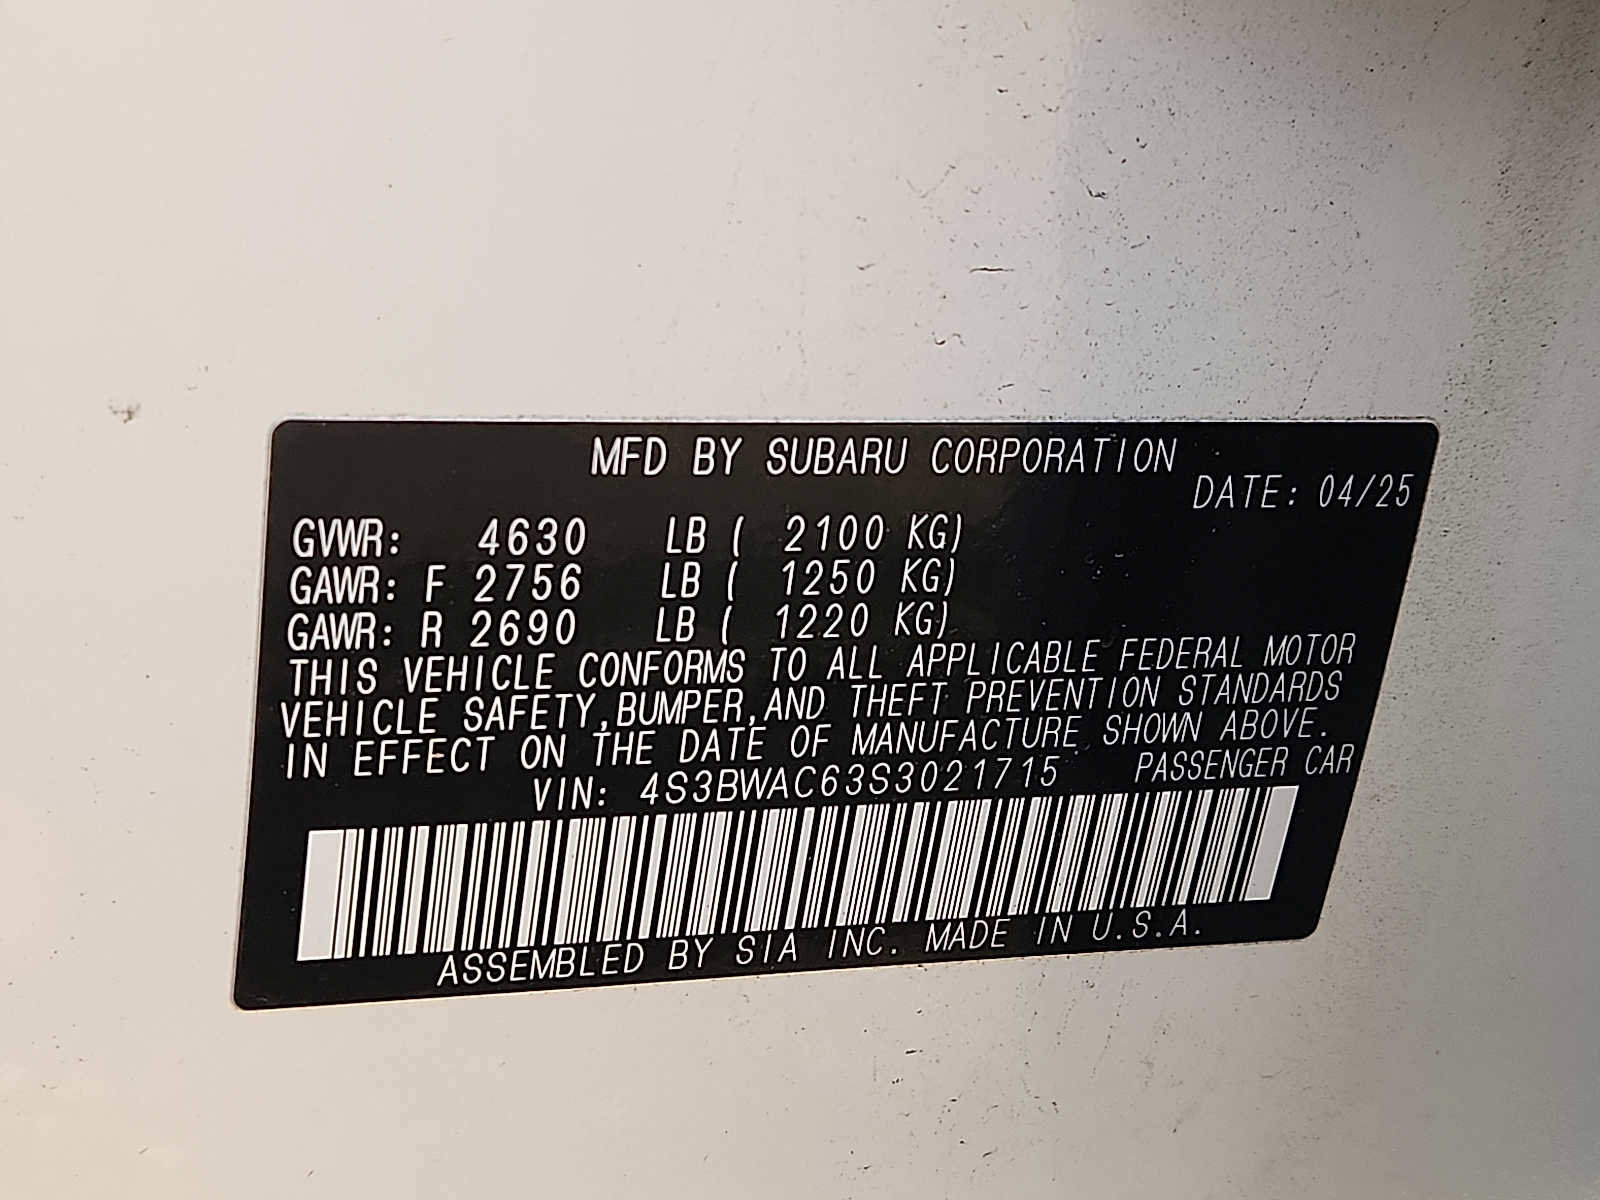 MFD BY SUBARU CORPORATION
DATE: 04/25
GVWR: 4630 LB ( 2100 KG)
GAWR: F 2756 LB ( 1250 KG)
GAWR: R 2690 LB ( 1220 KG)
THIS VEHICLE CONFORMS TO ALL APPLICABLE FEDERAL MOTOR
VEHICLE SAFETY,BUMPER,AND THEFT PREVENTION STANDARDS
IN EFFECT ON THE DATE OF MANUFACTURE SHOWN ABOVE.
VIN: 4S3BWAC63S3021715 PASSENGER CAR
ASSEMBLED BY SIA INC. MADE IN U.S.A.